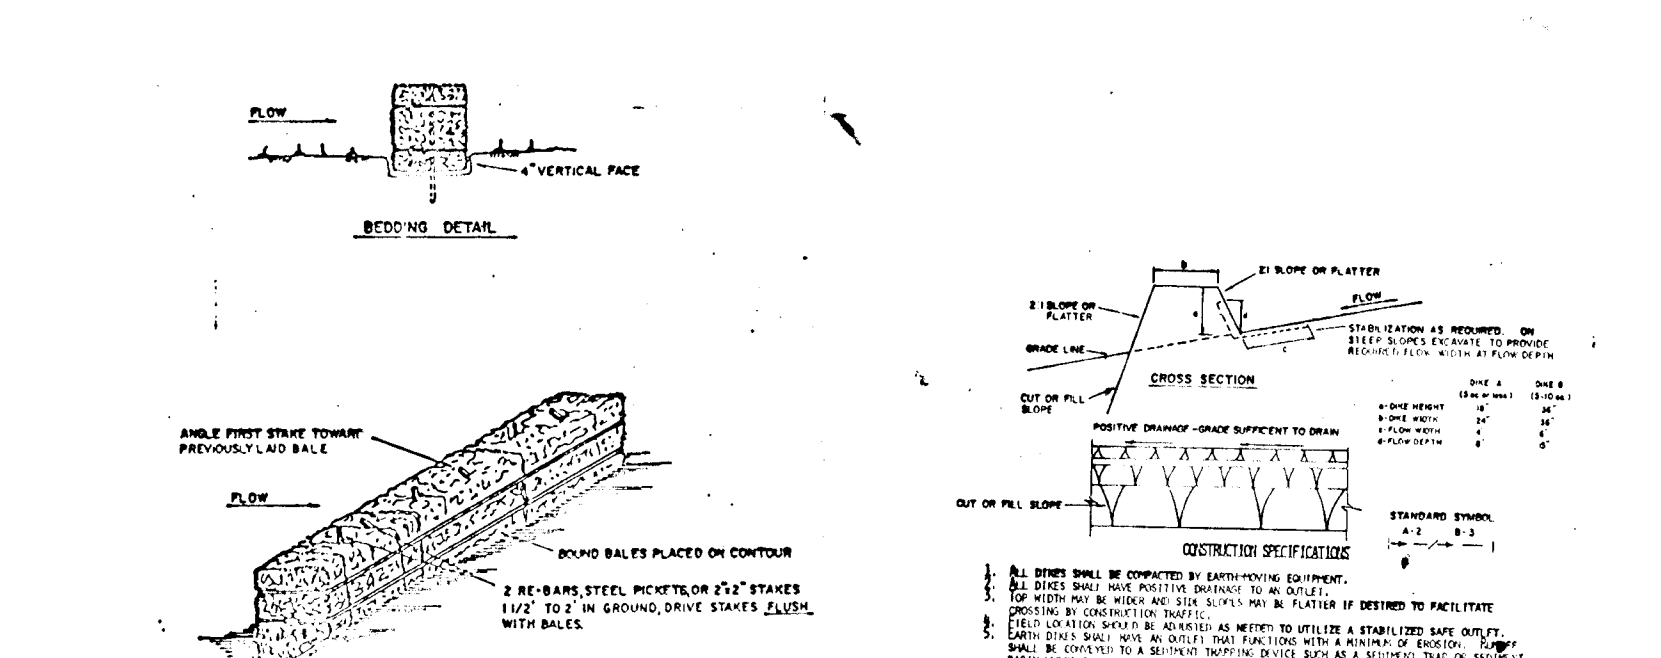 FLOW
4" VERTICAL FACE
BEDDING DETAIL
ANGLE FIRST STAKE TOWARD
PREVIOUSLY LAID BALE
FLOW
BOUND BALES PLACED ON CONTOUR
2 RE-BARS, STEEL PICKETS, OR 2"x2" STAKES
1 1/2' TO 2' IN GROUND, DRIVE STAKES FLUSH
WITH BALES.
b
2:1 SLOPE OR FLATTER
2:1 SLOPE OR
FLATTER
FLOW
a
d
c
GRADE LINE
STABILIZATION AS REQUIRED. ON
STEEP SLOPES EXCAVATE TO PROVIDE
REQUIRED FLOW WIDTH AT FLOW DEPTH
CROSS SECTION
CUT OR FILL
SLOPE
DIKE A DIKE B
(5 ac or less) (5-10 ac)
a-DIKE HEIGHT 18" 36"
b-DIKE WIDTH 24" 36"
c-FLOW WIDTH 4' 6'
d-FLOW DEPTH 8"
POSITIVE DRAINAGE-GRADE SUFFICIENT TO DRAIN
CUT OR FILL SLOPE
STANDARD SYMBOL
A-2 B-3
CONSTRUCTION SPECIFICATIONS
1. ALL DIKES SHALL BE COMPACTED BY EARTH-MOVING EQUIPMENT.
2. ALL DIKES SHALL HAVE POSITIVE DRAINAGE TO AN OUTLET.
3. TOP WIDTH MAY BE WIDER AND SIDE SLOPES MAY BE FLATTER IF DESIRED TO FACILITATE
CROSSING BY CONSTRUCTION TRAFFIC.
4. FIELD LOCATION SHOULD BE ADJUSTED AS NEEDED TO UTILIZE A STABILIZED SAFE OUTLET.
5. EARTH DIKES SHALL HAVE AN OUTLET THAT FUNCTIONS WITH A MINIMUM OF EROSION. RUNOFF
SHALL BE CONVEYED TO A SEDIMENT TRAPPING DEVICE SUCH AS A SEDIMENT TRAP OR SEDIMENT